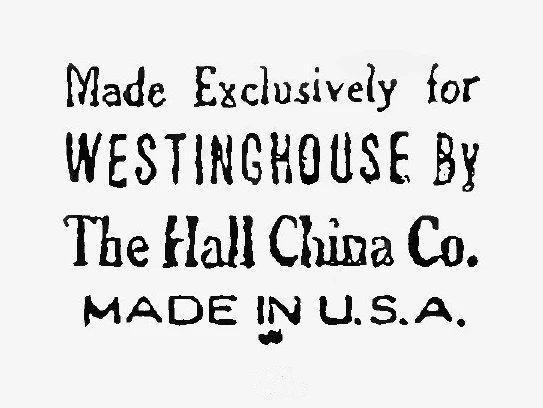 Made Exclusively for
WESTINGHOUSE By
The Hall China Co.
MADE IN U.S.A.